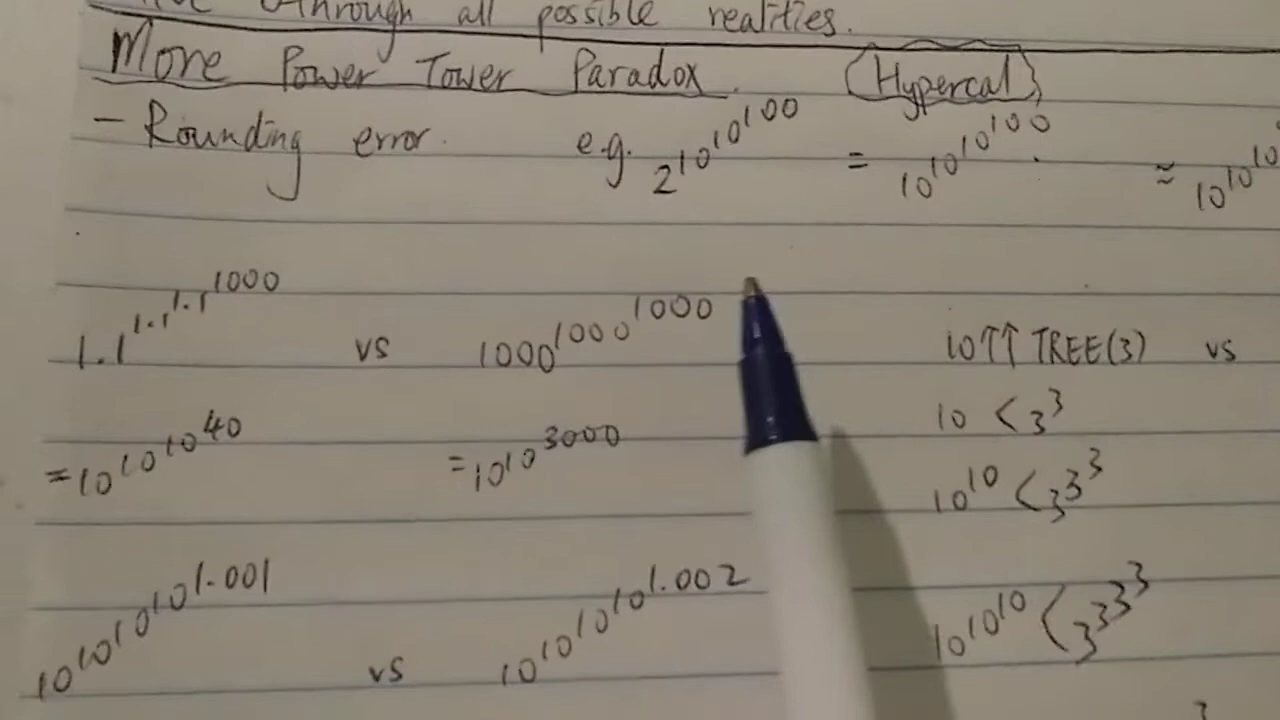 through all possible realities.
More Power Tower Paradox. (Hypercal)
- Rounding error. e.g. 2^10^10^100 = 10^10^10^100. ≈ 10^10^10
1.1^1.1^1.1^1000 vs 1000^1000^1000 10↑↑TREE(3) vs
10 < 3^3
=10^10^10^40 =10^10^3000
10^10 < 3^3^3
10^10^10^10^1.001 vs 10^10^10^10^1.002 10^10^10 < 3^3^3^3
3